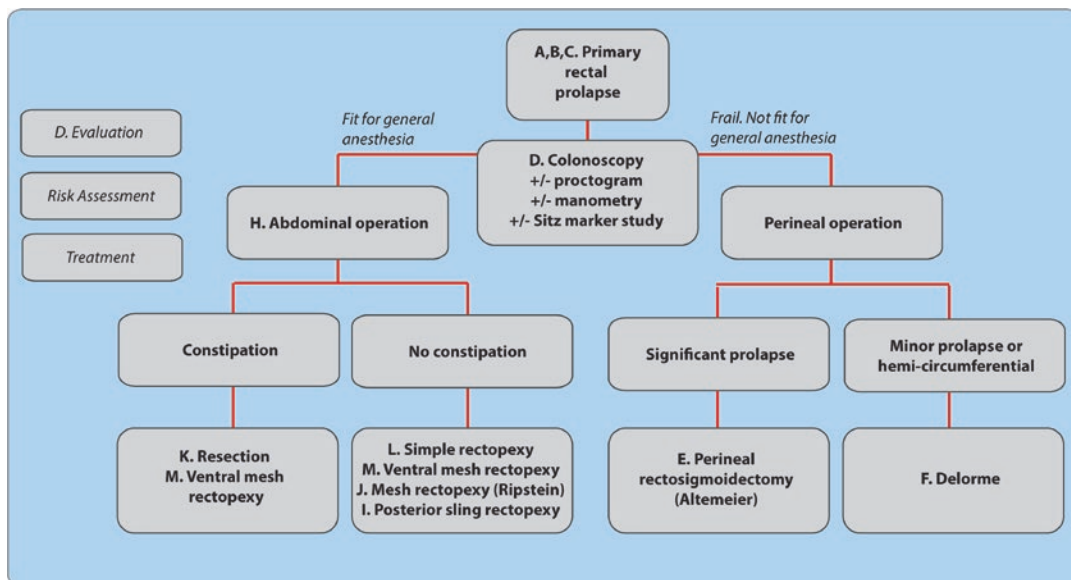 A,B,C. Primary
rectal
prolapse
D. Evaluation
Risk Assessment
Treatment
Fit for general
anesthesia
Frail. Not fit for
general anesthesia
D. Colonoscopy
+/- proctogram
+/- manometry
+/- Sitz marker study
H. Abdominal operation
Perineal operation
Constipation
No constipation
Significant prolapse
Minor prolapse or
hemi-circumferential
K. Resection
M. Ventral mesh
rectopexy
L. Simple rectopexy
M. Ventral mesh rectopexy
J. Mesh rectopexy (Ripstein)
I. Posterior sling rectopexy
E. Perineal
rectosigmoidectomy
(Altemeier)
F. Delorme